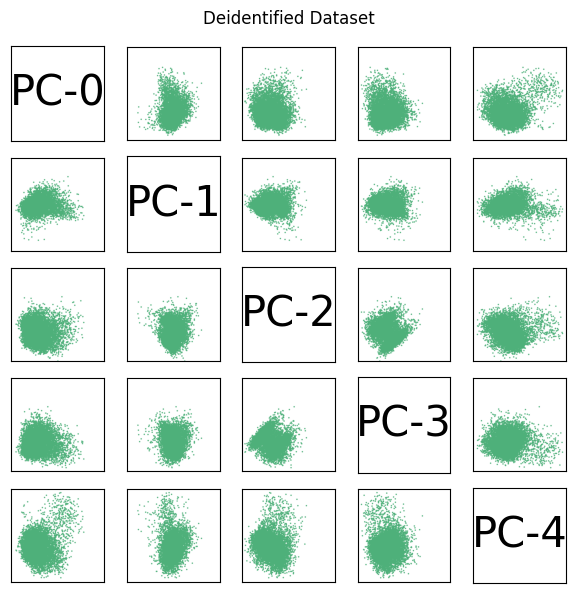 Deidentified Dataset
PC-0
PC-1
PC-2
PC-3
PC-4